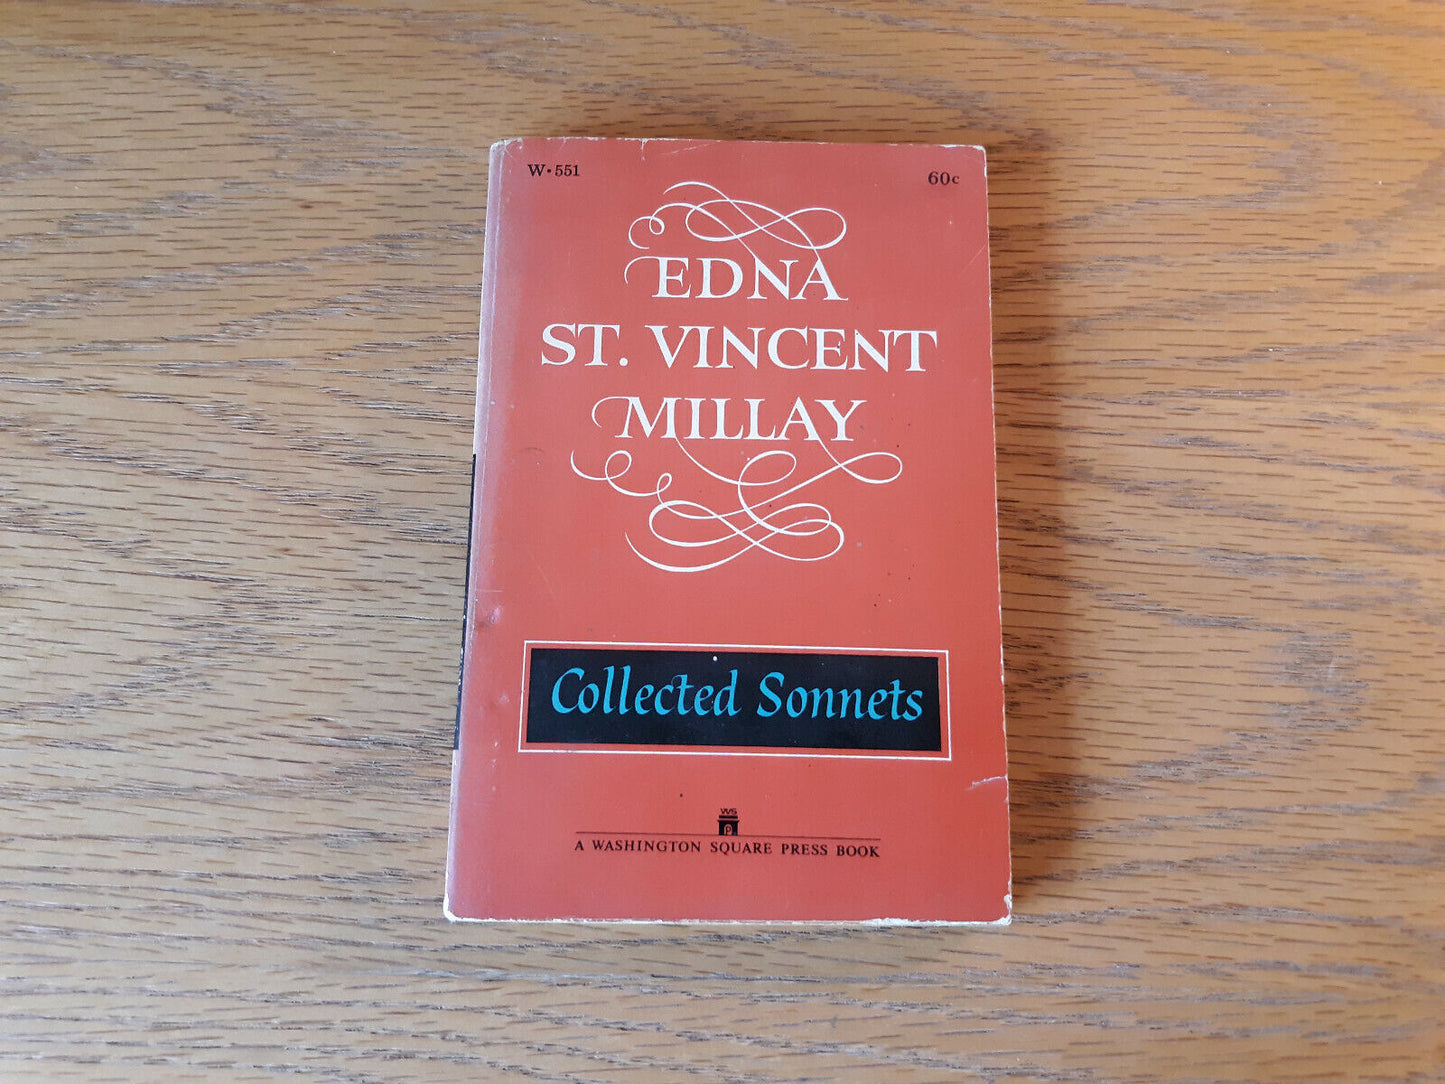 W•551 60c
EDNA
ST. VINCENT
MILLAY
Collected Sonnets
WS
P
A WASHINGTON SQUARE PRESS BOOK